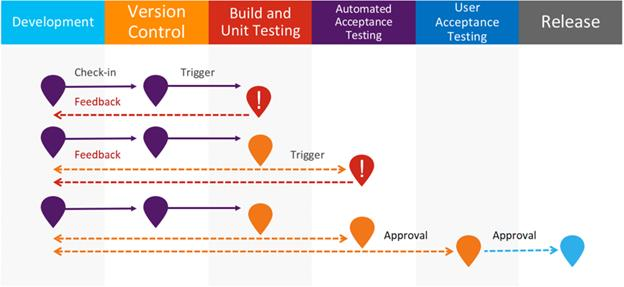 Development
Version
Control
Build and
Unit Testing
Automated
Acceptance
Testing
User
Acceptance
Testing
Release
Check-in
Trigger
Feedback
!
Feedback
Trigger
!
Approval
Approval